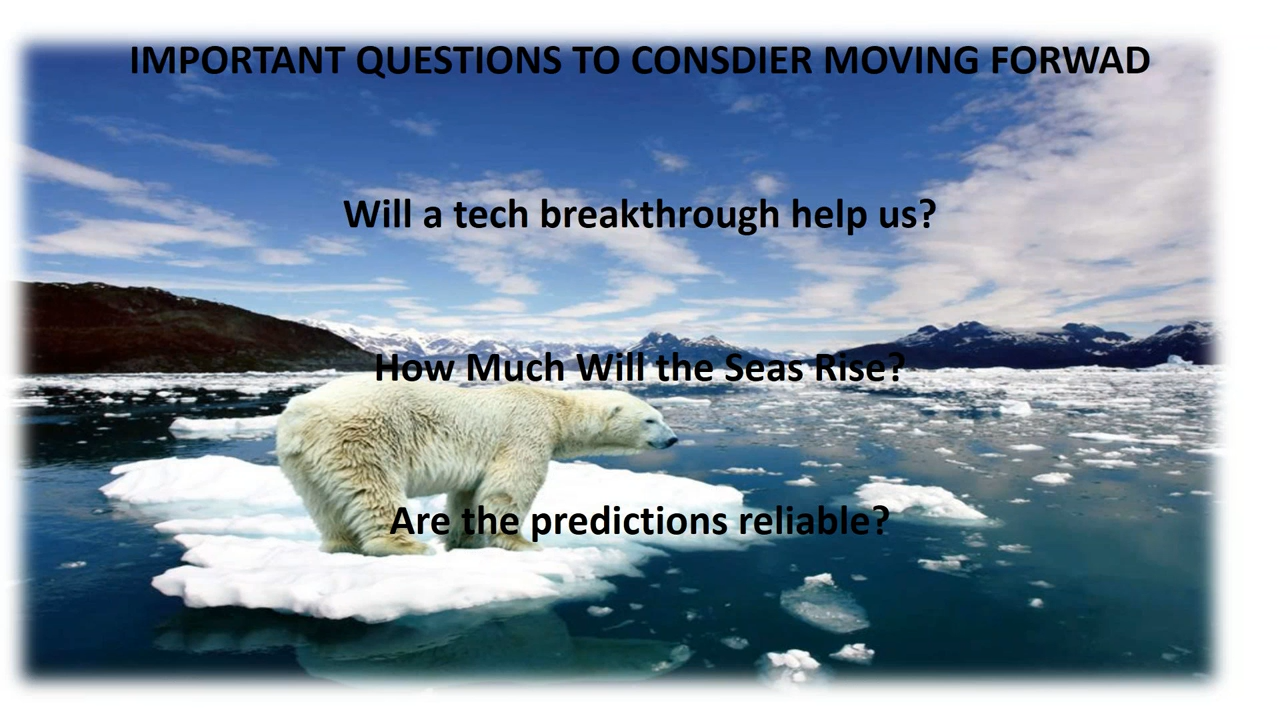 IMPORTANT QUESTIONS TO CONSDIER MOVING FORWAD
Will a tech breakthrough help us?
How Much Will the Seas Rise?
Are the predictions reliable?